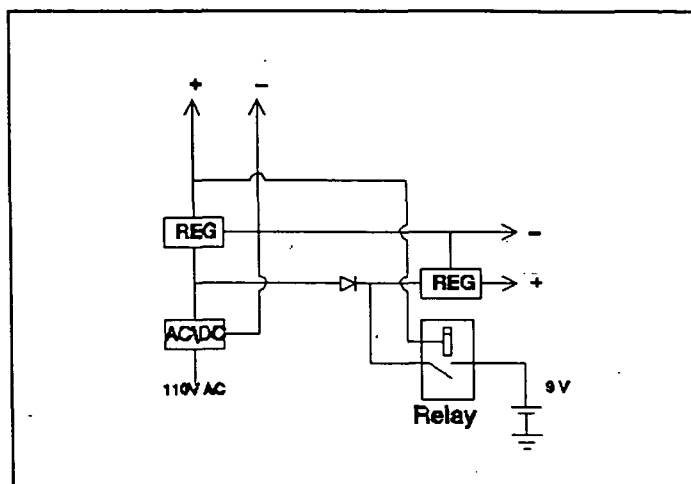 + −
REG
−
REG +
AC\DC
110V AC
9 V
Relay